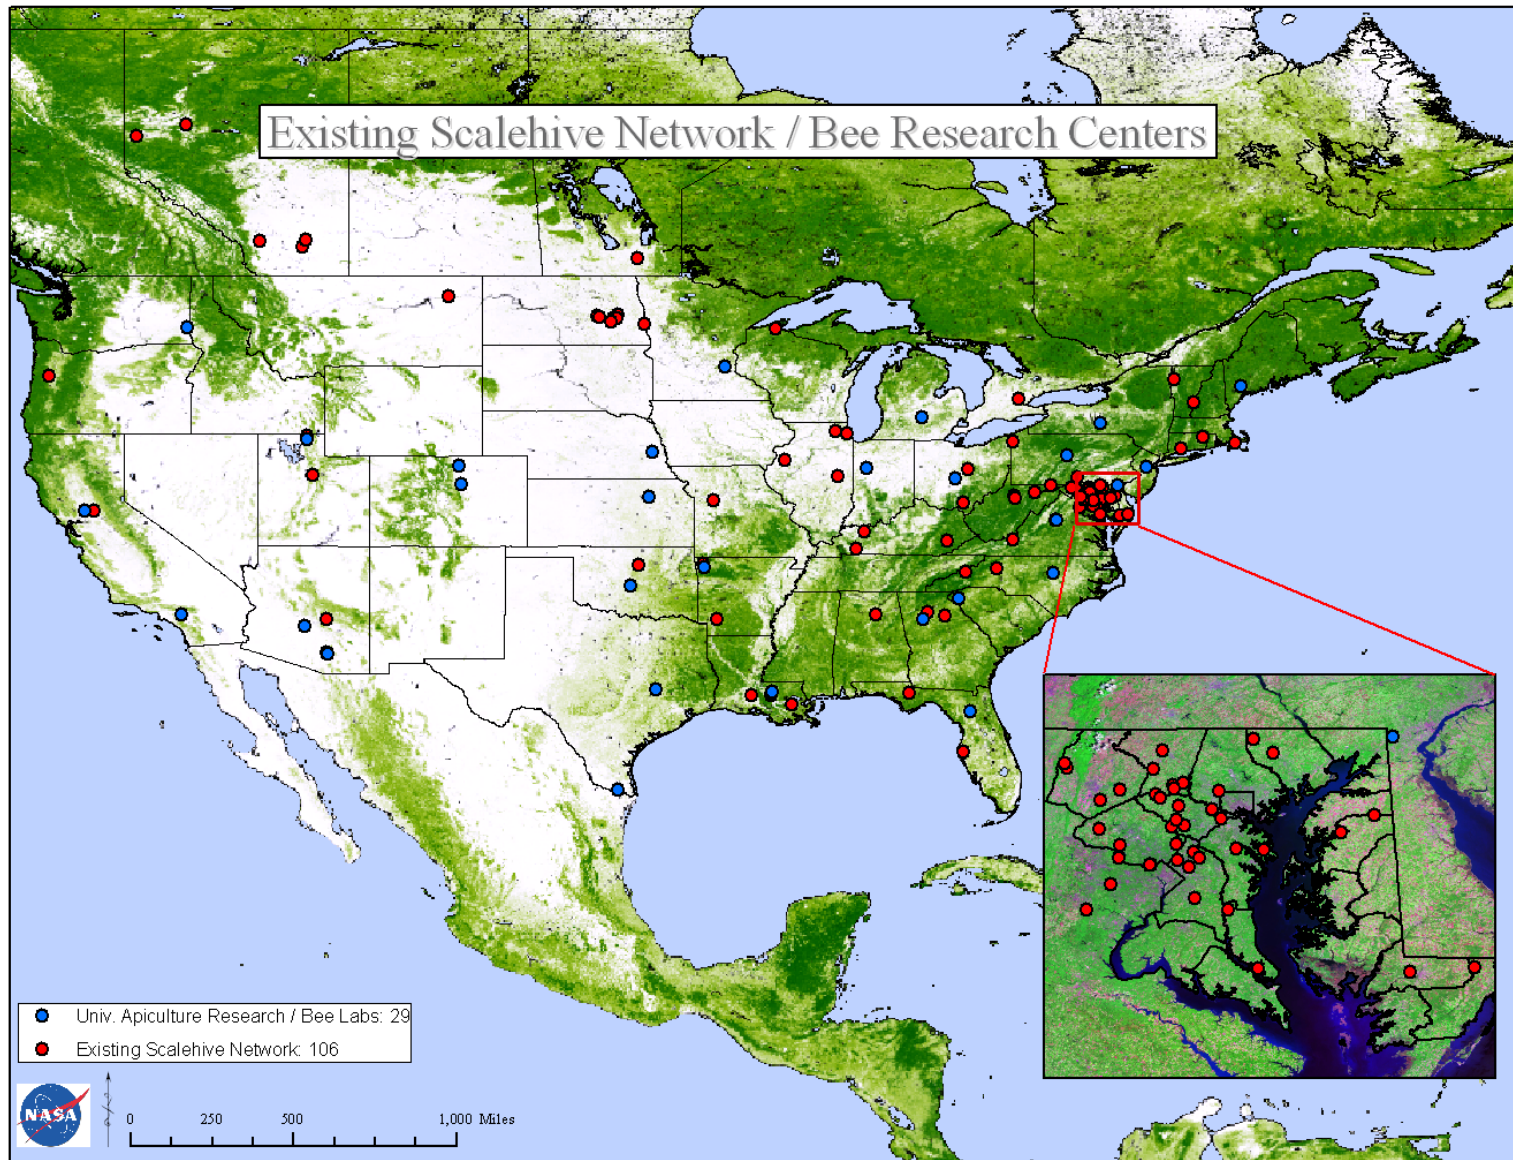 Existing Scalehive Network / Bee Research Centers
Univ. Apiculture Research / Bee Labs: 29
Existing Scalehive Network: 106
NASA
0 250 500 1,000 Miles